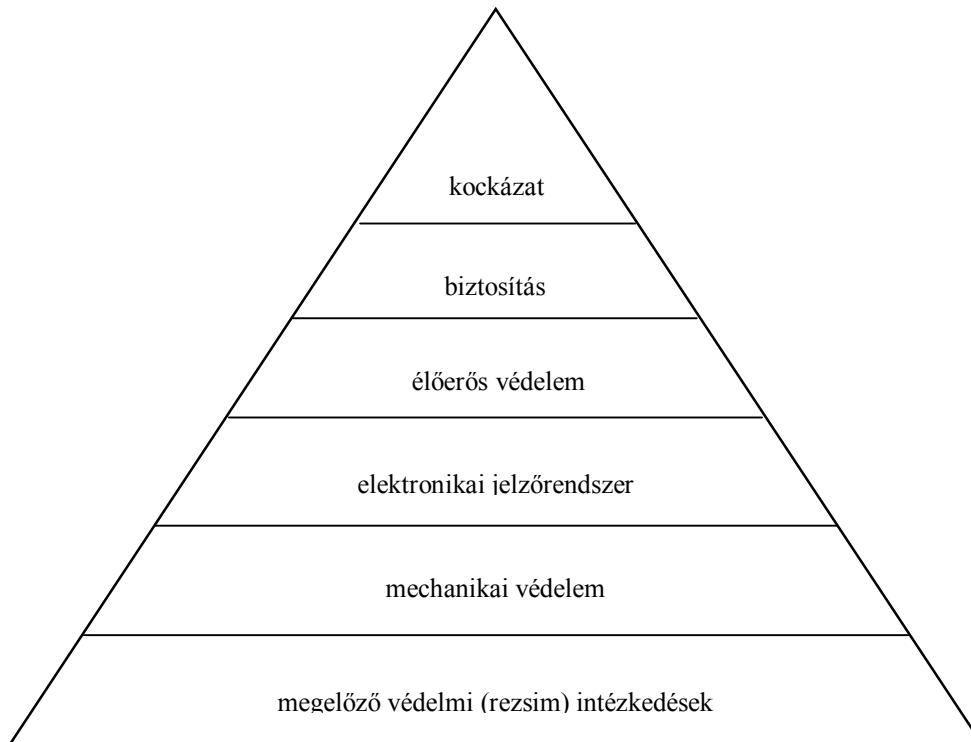 kockázat
biztosítás
élőerős védelem
elektronikai jelzőrendszer
mechanikai védelem
megelőző védelmi (rezsim) intézkedések